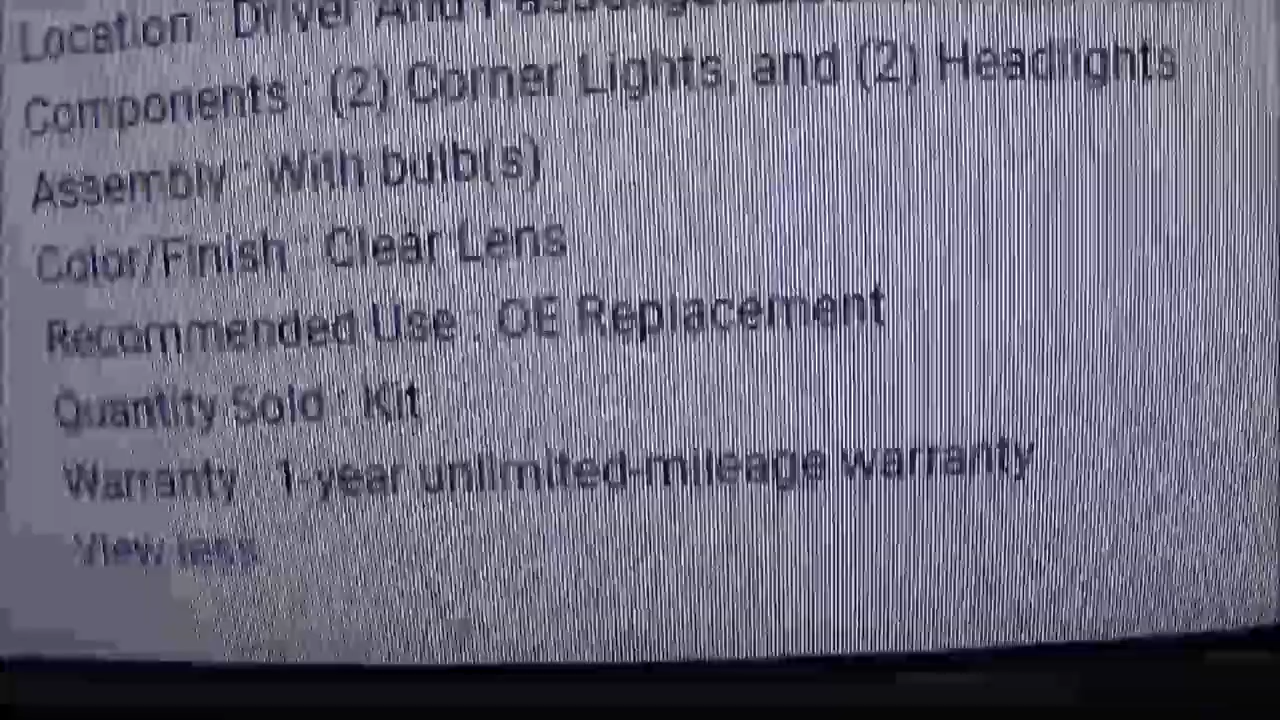 Location : Driver And Passenger
Components : (2) Corner Lights, and (2) Headlights
Assembly : With bulb(s)
Color/Finish : Clear Lens
Recommended Use : OE Replacement
Quantity Sold : Kit
Warranty : 1-year unlimited-mileage warranty
View less